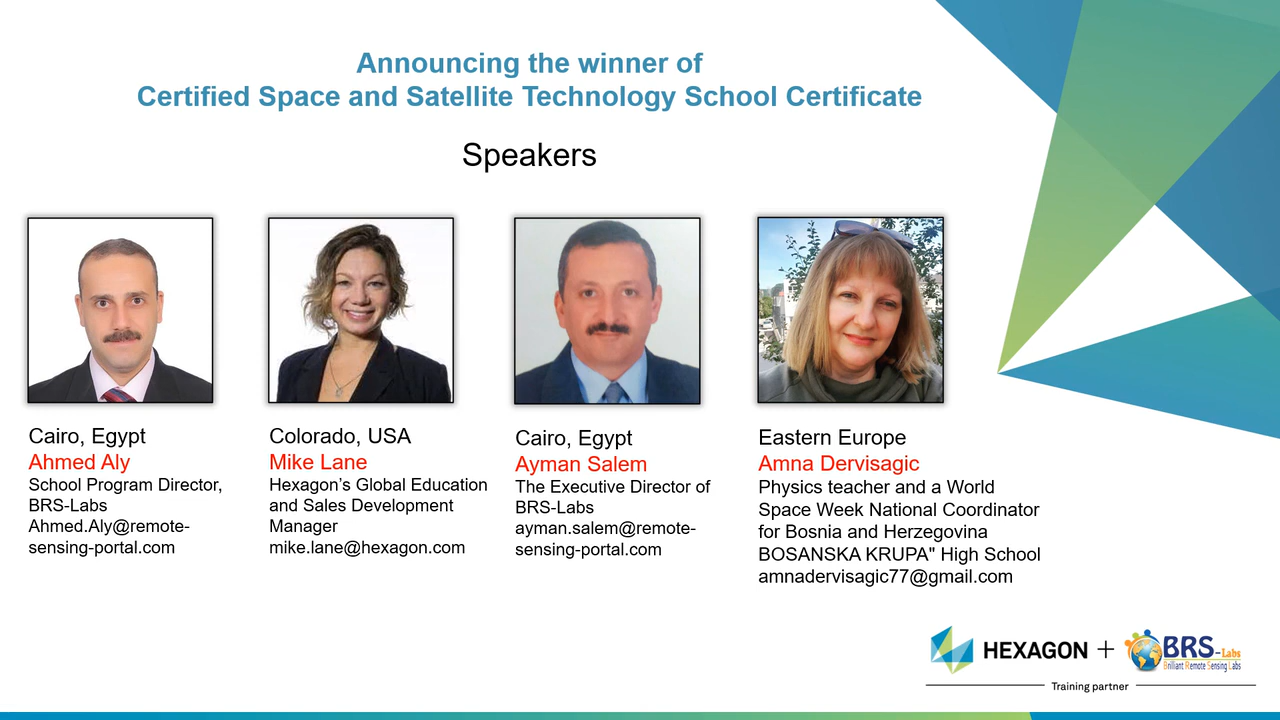 Announcing the winner of
Certified Space and Satellite Technology School Certificate
Speakers
Cairo, Egypt
Ahmed Aly
School Program Director,
BRS-Labs
Ahmed.Aly@remote-
sensing-portal.com
Colorado, USA
Mike Lane
Hexagon’s Global Education
and Sales Development
Manager
mike.lane@hexagon.com
Cairo, Egypt
Ayman Salem
The Executive Director of
BRS-Labs
ayman.salem@remote-
sensing-portal.com
Eastern Europe
Amna Dervisagic
Physics teacher and a World
Space Week National Coordinator
for Bosnia and Herzegovina
BOSANSKA KRUPA" High School
amnadervisagic77@gmail.com
HEXAGON + BRS-Labs
Brilliant Remote Sensing Labs
Training partner